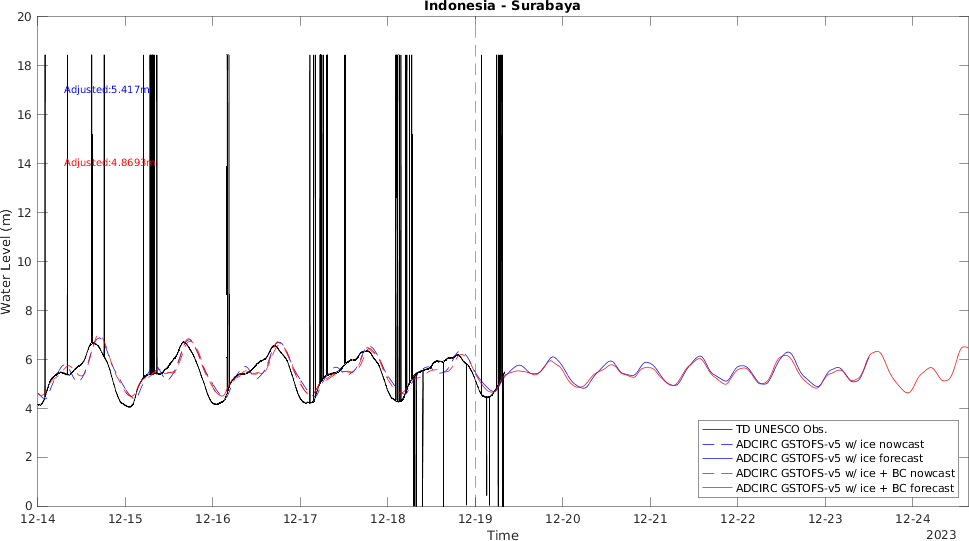 Indonesia - Surabaya
20
18
16
14
12
10
8
6
4
2
0
Water Level (m)
Adjusted:5.417m
Adjusted:4.8693m
TD UNESCO Obs.
ADCIRC GSTOFS-v5 w/ ice nowcast
ADCIRC GSTOFS-v5 w/ ice forecast
ADCIRC GSTOFS-v5 w/ ice + BC nowcast
ADCIRC GSTOFS-v5 w/ ice + BC forecast
12-14 12-15 12-16 12-17 12-18 12-19 12-20 12-21 12-22 12-23 12-24
Time
2023